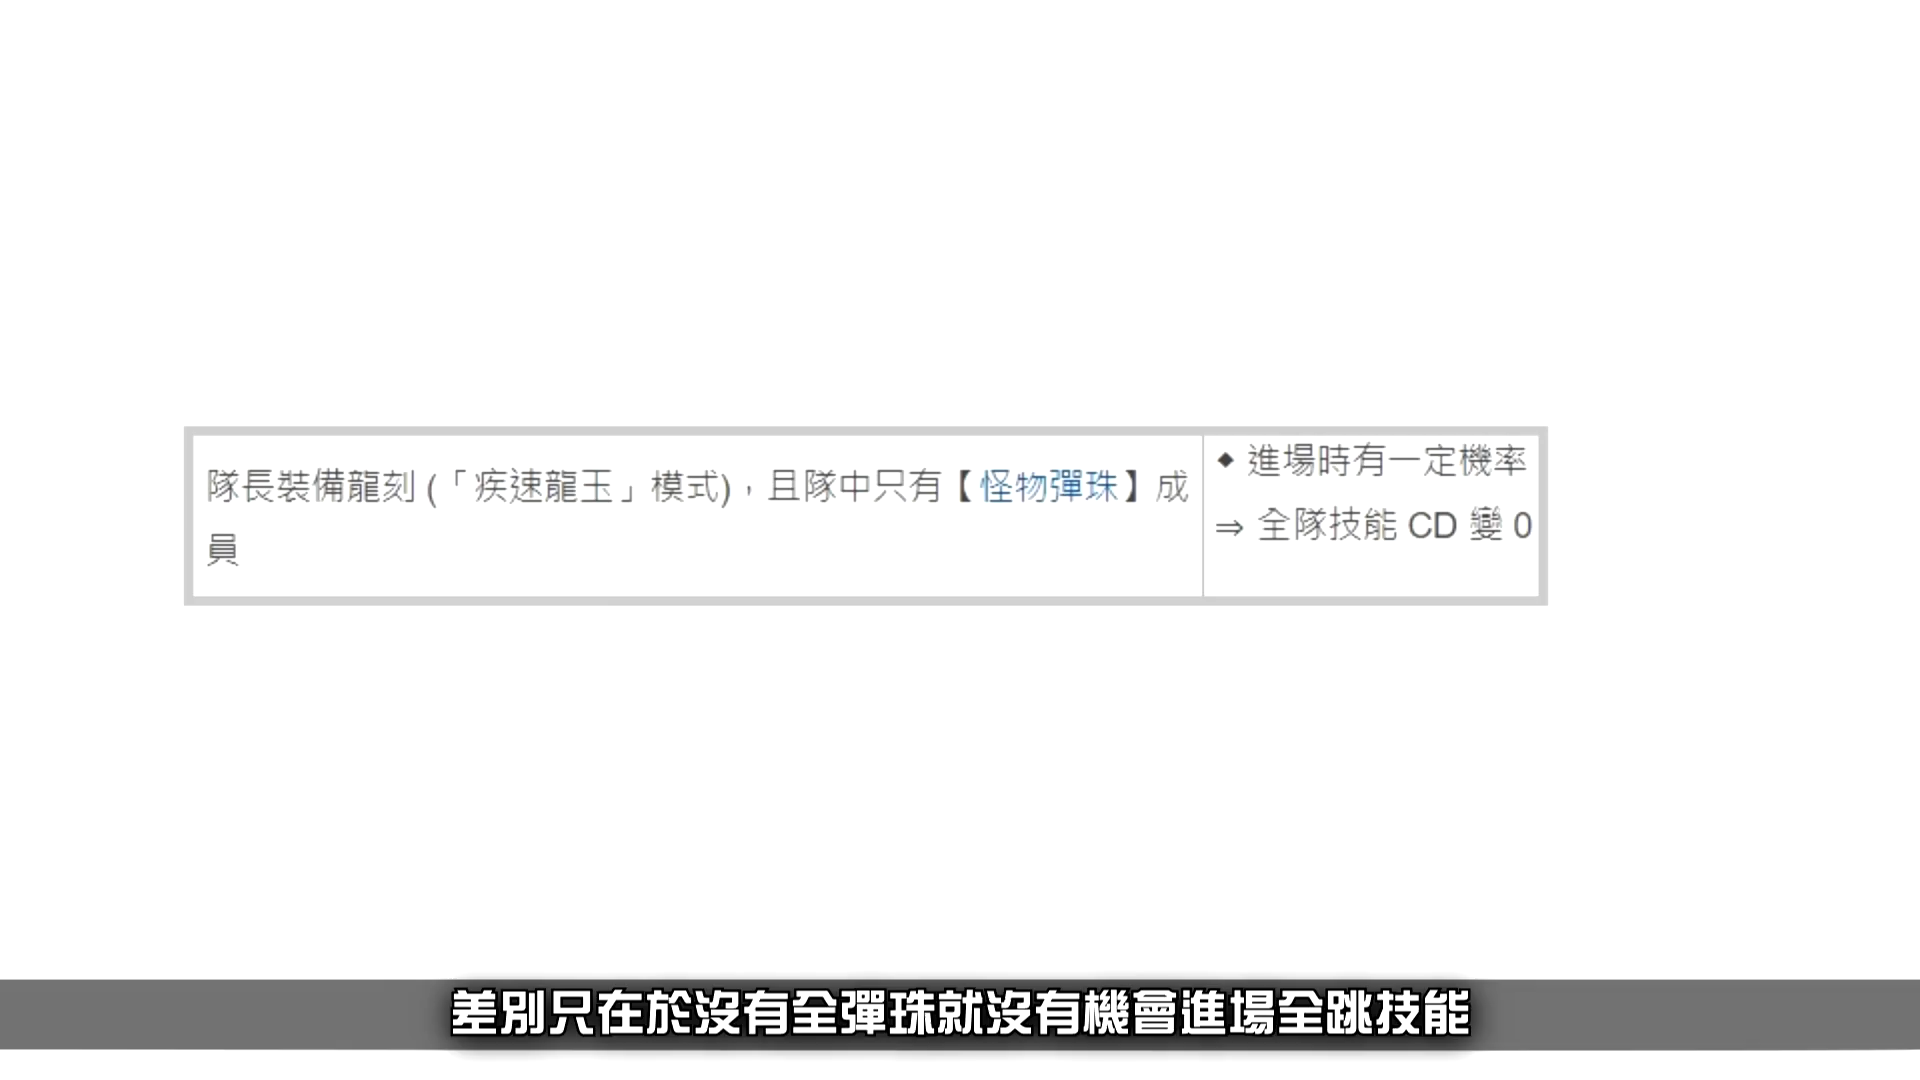 隊長裝備龍刻 (「疾速龍玉」模式)，且隊中只有【怪物彈珠】成
員
◆ 進場時有一定機率
⇒ 全隊技能 CD 變 0
差別只在於沒有全彈珠就沒有機會進場全跳技能